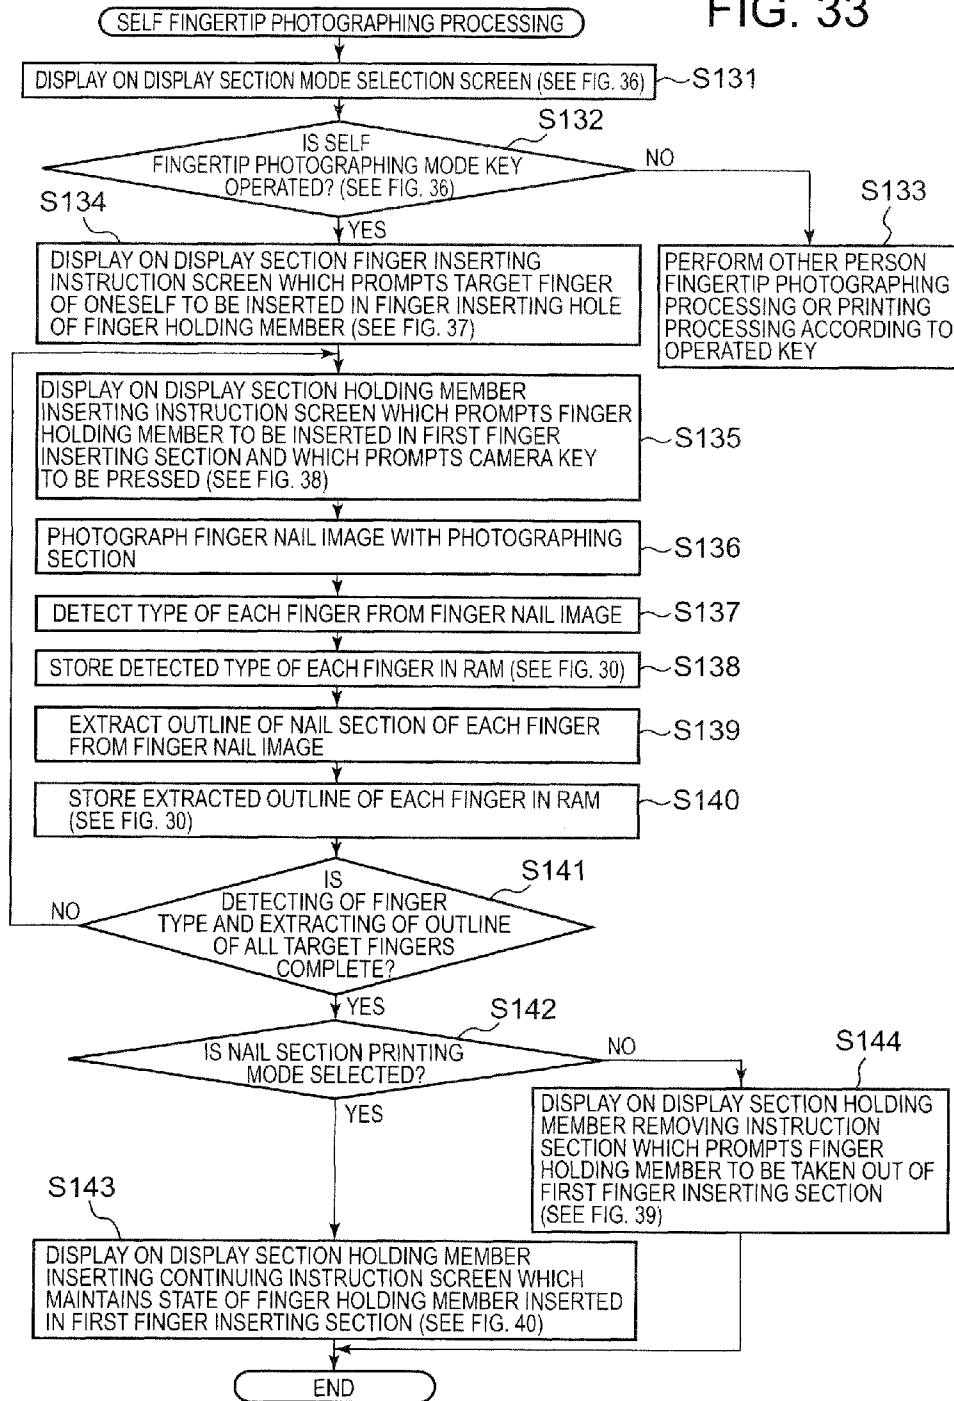 FIG. 33
SELF FINGERTIP PHOTOGRAPHING PROCESSING
DISPLAY ON DISPLAY SECTION MODE SELECTION SCREEN (SEE FIG. 36)
S131
S132
IS SELF
FINGERTIP PHOTOGRAPHING MODE KEY
OPERATED? (SEE FIG. 36)
NO
YES
S133
PERFORM OTHER PERSON
FINGERTIP PHOTOGRAPHING
PROCESSING OR PRINTING
PROCESSING ACCORDING TO
OPERATED KEY
S134
DISPLAY ON DISPLAY SECTION FINGER INSERTING
INSTRUCTION SCREEN WHICH PROMPTS TARGET FINGER
OF ONESELF TO BE INSERTED IN FINGER INSERTING HOLE
OF FINGER HOLDING MEMBER (SEE FIG. 37)
DISPLAY ON DISPLAY SECTION HOLDING MEMBER
INSERTING INSTRUCTION SCREEN WHICH PROMPTS FINGER
HOLDING MEMBER TO BE INSERTED IN FIRST FINGER
INSERTING SECTION AND WHICH PROMPTS CAMERA KEY
TO BE PRESSED (SEE FIG. 38)
S135
PHOTOGRAPH FINGER NAIL IMAGE WITH PHOTOGRAPHING
SECTION
S136
DETECT TYPE OF EACH FINGER FROM FINGER NAIL IMAGE
S137
STORE DETECTED TYPE OF EACH FINGER IN RAM (SEE FIG. 30)
S138
EXTRACT OUTLINE OF NAIL SECTION OF EACH FINGER
FROM FINGER NAIL IMAGE
S139
STORE EXTRACTED OUTLINE OF EACH FINGER IN RAM
(SEE FIG. 30)
S140
S141
IS
DETECTING OF FINGER
TYPE AND EXTRACTING OF OUTLINE
OF ALL TARGET FINGERS
COMPLETE?
NO
YES
S142
IS NAIL SECTION PRINTING
MODE SELECTED?
NO
YES
S144
DISPLAY ON DISPLAY SECTION HOLDING
MEMBER REMOVING INSTRUCTION
SECTION WHICH PROMPTS FINGER
HOLDING MEMBER TO BE TAKEN OUT OF
FIRST FINGER INSERTING SECTION
(SEE FIG. 39)
S143
DISPLAY ON DISPLAY SECTION HOLDING MEMBER
INSERTING CONTINUING INSTRUCTION SCREEN WHICH
MAINTAINS STATE OF FINGER HOLDING MEMBER INSERTED
IN FIRST FINGER INSERTING SECTION (SEE FIG. 40)
END